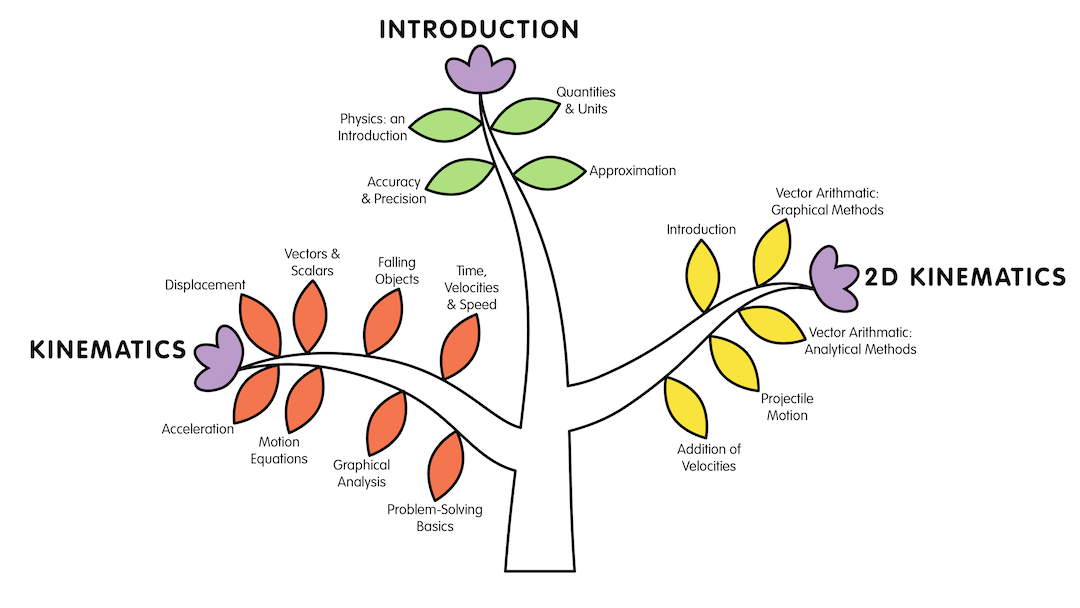 INTRODUCTION
Quantities
& Units
Physics: an
Introduction
Approximation
Accuracy
& Precision
Vector Arithmatic:
Graphical Methods
Introduction
2D KINEMATICS
Vector Arithmatic:
Analytical Methods
Projectile
Motion
Addition of
Velocities
Vectors &
Scalars
Falling
Objects
Time,
Velocities
& Speed
Displacement
KINEMATICS
Acceleration
Motion
Equations
Graphical
Analysis
Problem-Solving
Basics